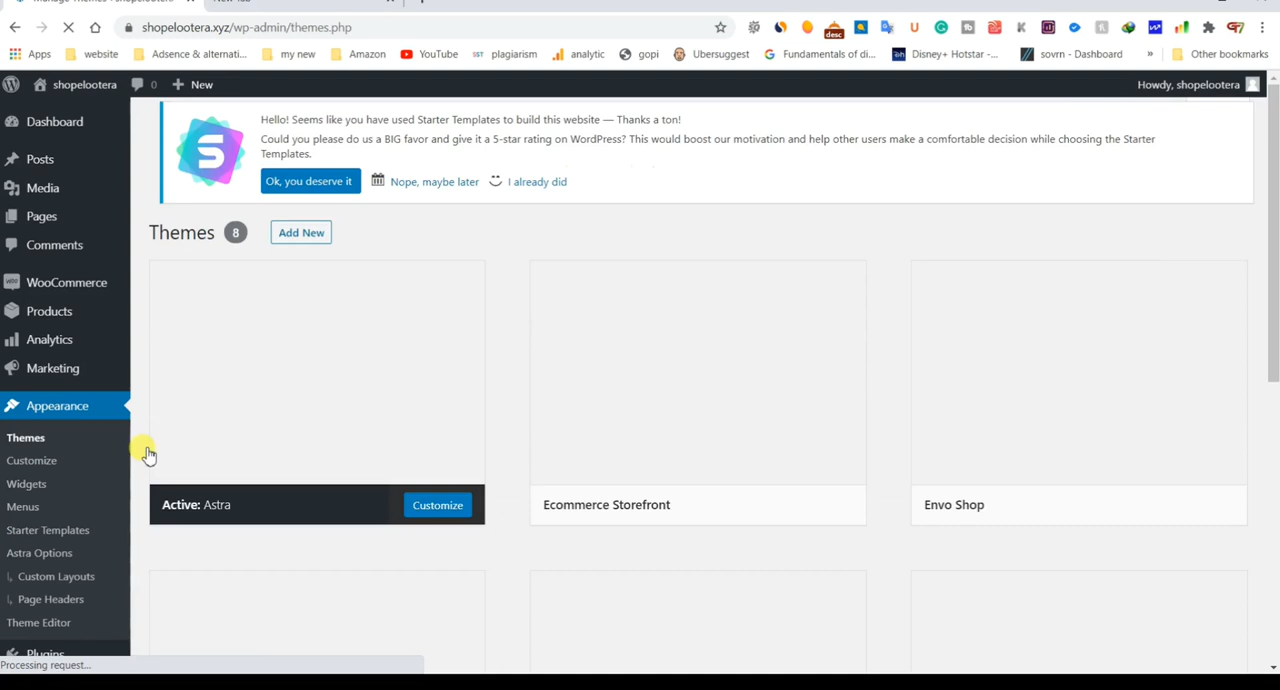 shopelootera.xyz/wp-admin/themes.php
desc
Apps
website
Adsence & alternati...
my new
Amazon
YouTube
SST plagiarism
analytic
gopi
Ubersuggest
Fundamentals of di...
Disney+ Hotstar -...
sovrn - Dashboard
»
Other bookmarks
shopelootera
0
New
Howdy, shopelootera
Dashboard
Posts
Media
Pages
Comments
WooCommerce
Products
Analytics
Marketing
Appearance
Themes
Customize
Widgets
Menus
Starter Templates
Astra Options
Custom Layouts
Page Headers
Theme Editor
Plugins
Processing request...
Hello! Seems like you have used Starter Templates to build this website — Thanks a ton!
Could you please do us a BIG favor and give it a 5-star rating on WordPress? This would boost our motivation and help other users make a comfortable decision while choosing the Starter
Templates.
Ok, you deserve it
Nope, maybe later
I already did
Themes 8
Add New
Active: Astra
Customize
Ecommerce Storefront
Envo Shop